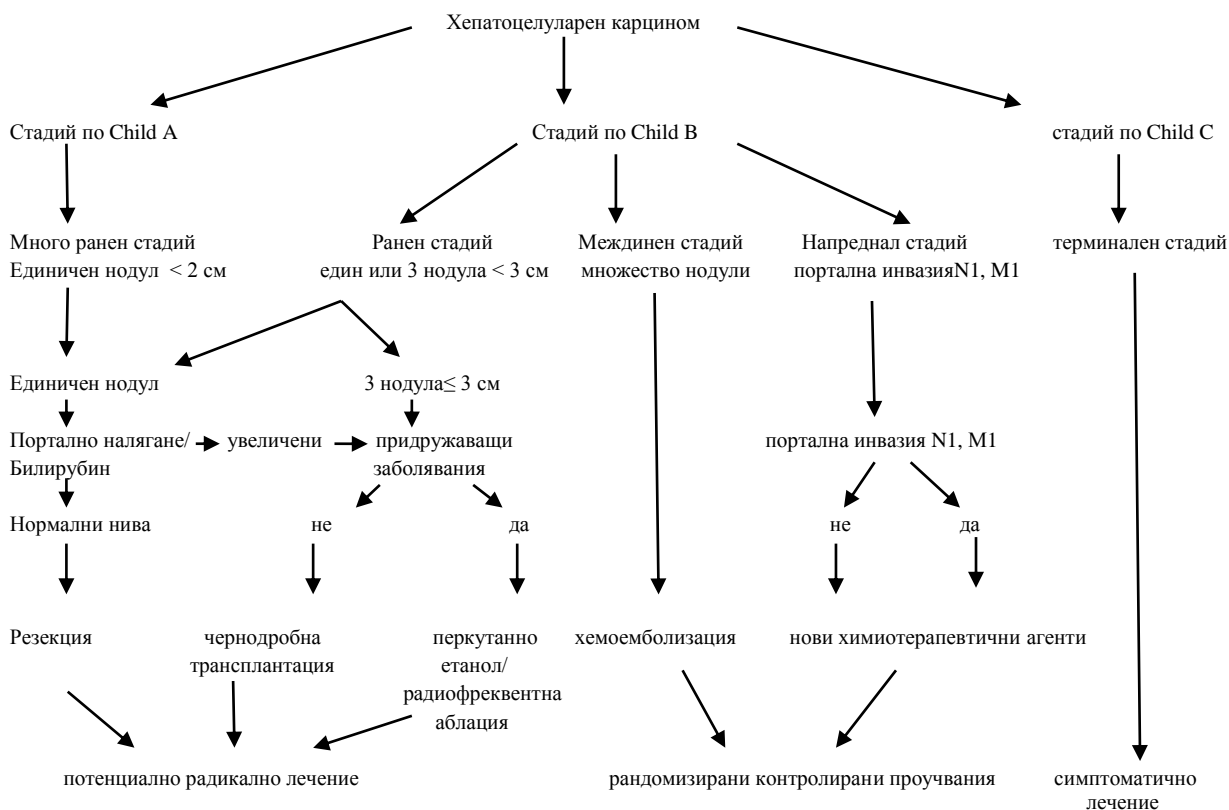 Хепатоцелуларен карцином
Стадий по Child A
Стадий по Child B
стадий по Child C
Много ранен стадий
Единичен нодул < 2 см
Ранен стадий
един или 3 нодула < 3 см
Междинен стадий
множество нодули
Напреднал стадий
портална инвазияN1, M1
терминален стадий
Единичен нодул
3 нодула≤ 3 см
Портално налягане/
Билирубин
увеличени
придружаващи
заболявания
портална инвазия N1, M1
Нормални нива
не
да
не
да
Резекция
чернодробна
трансплантация
перкутанно
етанол/
радиофреквентна
аблация
хемоемболизация
нови химиотерапевтични агенти
потенциално радикално лечение
рандомизирани контролирани проучвания
симптоматично
лечение